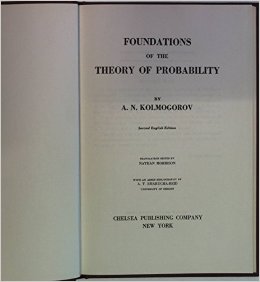 FOUNDATIONS
OF THE
THEORY OF PROBABILITY
BY
A. N. KOLMOGOROV
Second English Edition
TRANSLATION EDITED BY
NATHAN MORRISON
WITH AN ADDED BIBLIOGRAPHY BY
A. T. BHARUCHA-REID
UNIVERSITY OF OREGON
CHELSEA PUBLISHING COMPANY
NEW YORK